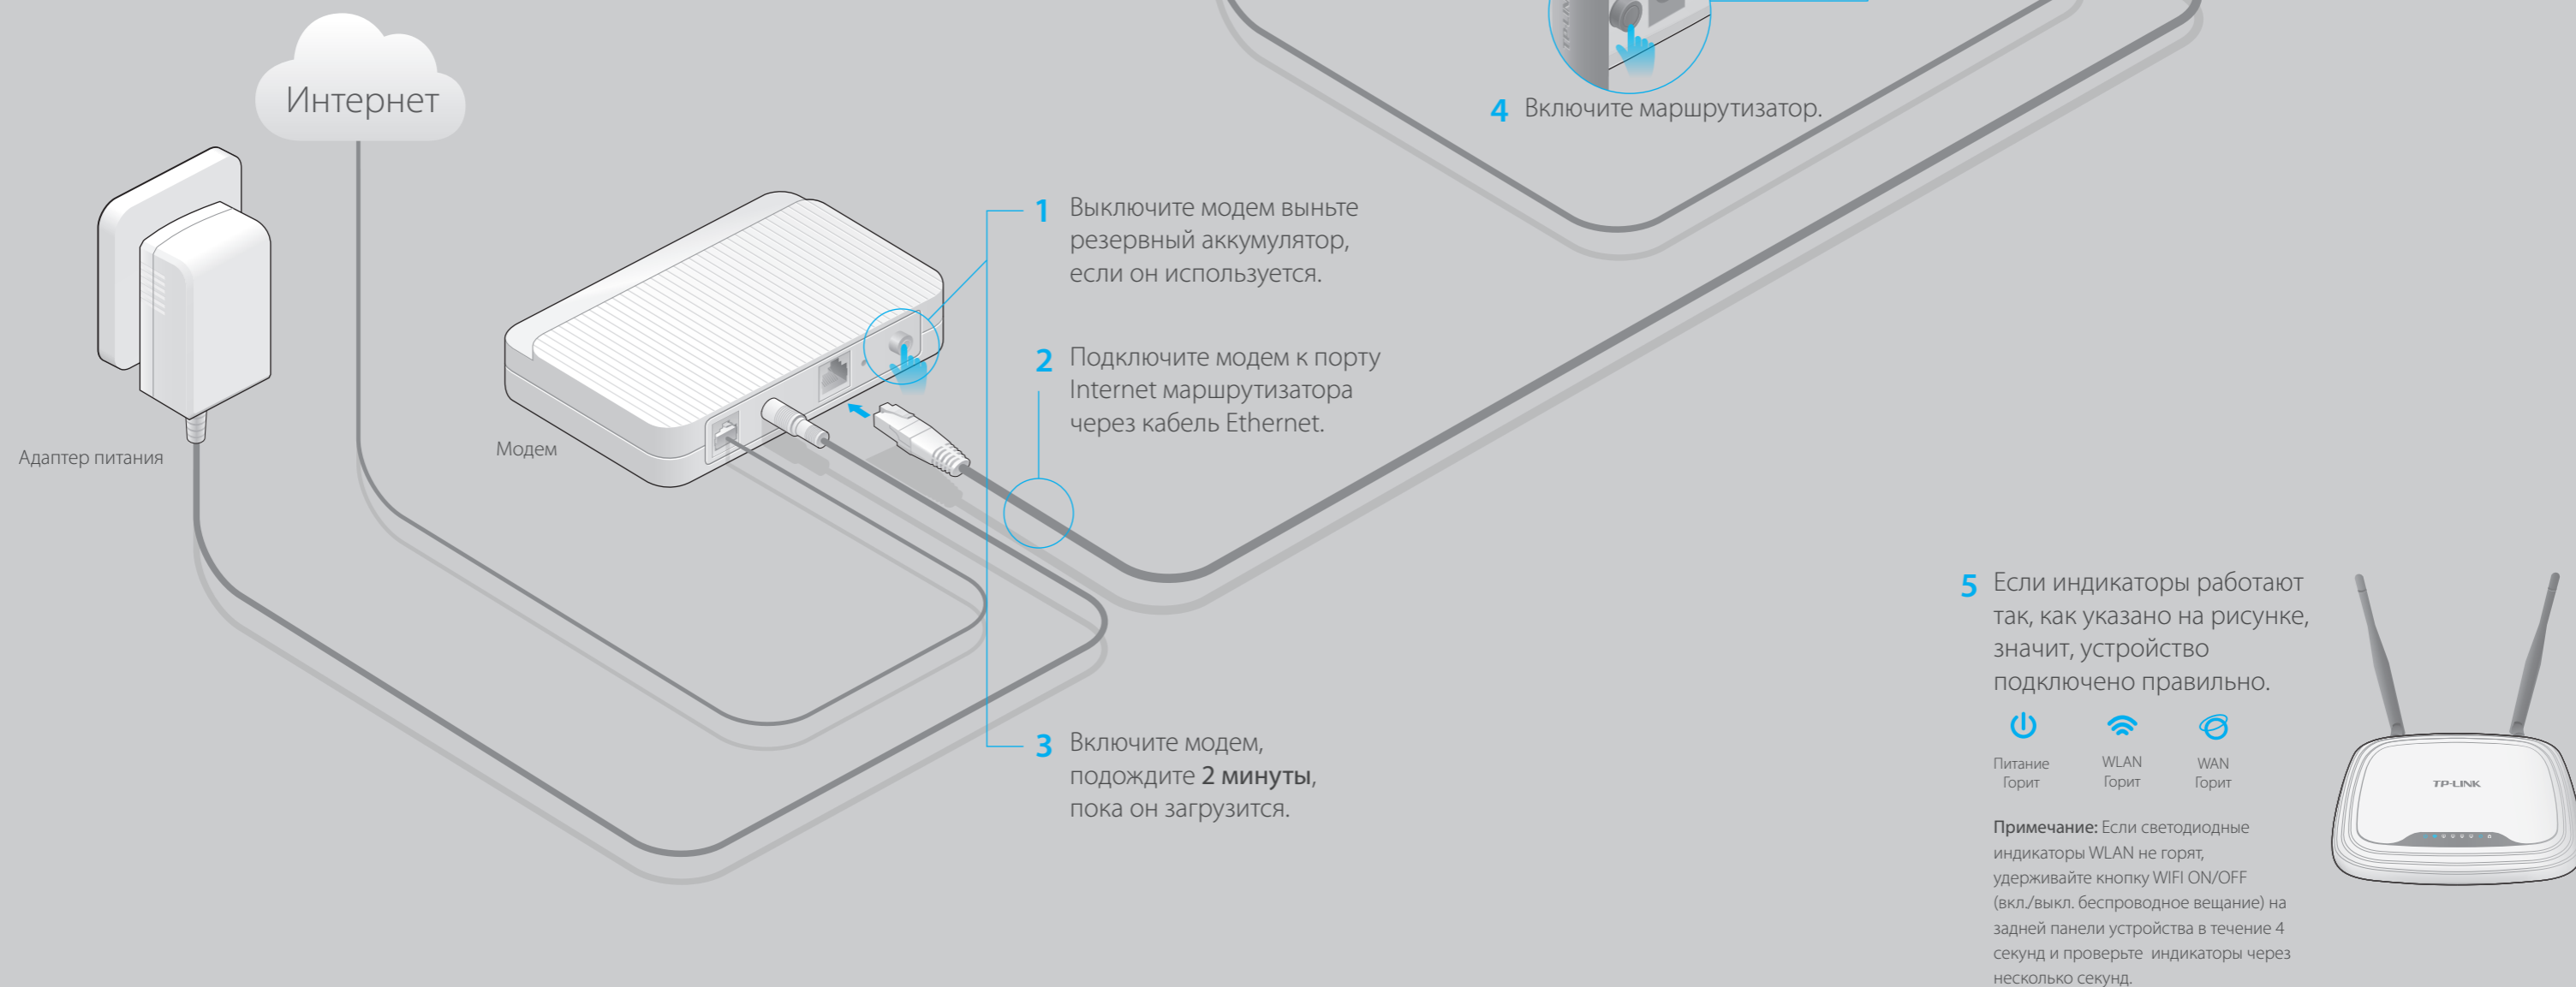 Интернет
TP-LINK
4 Включите маршрутизатор.
1 Выключите модем выньте
резервный аккумулятор,
если он используется.
2 Подключите модем к порту
Internet маршрутизатора
через кабель Ethernet.
Адаптер питания
Модем
3 Включите модем,
подождите 2 минуты,
пока он загрузится.
5 Если индикаторы работают
так, как указано на рисунке,
значит, устройство
подключено правильно.
Питание
Горит
WLAN
Горит
WAN
Горит
TP-LINK
Примечание: Если светодиодные
индикаторы WLAN не горят,
удерживайте кнопку WIFI ON/OFF
(вкл./выкл. беспроводное вещание) на
задней панели устройства в течение 4
секунд и проверьте индикаторы через
несколько секунд.